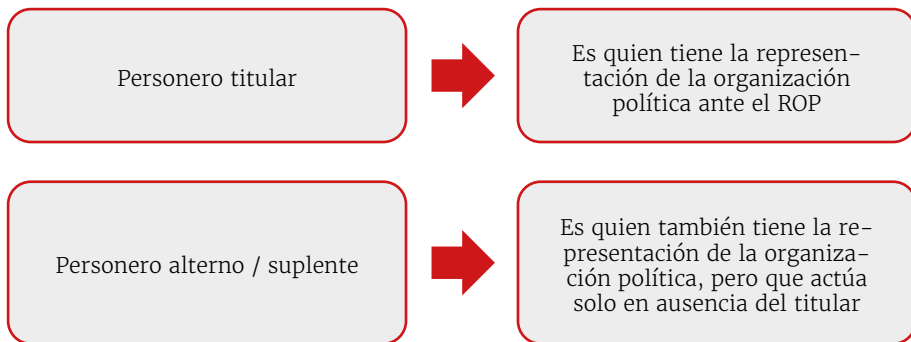 Personero titular
Es quien tiene la represen-
tación de la organización
política ante el ROP
Personero alterno / suplente
Es quien también tiene la re-
presentación de la organiza-
ción política, pero que actúa
solo en ausencia del titular